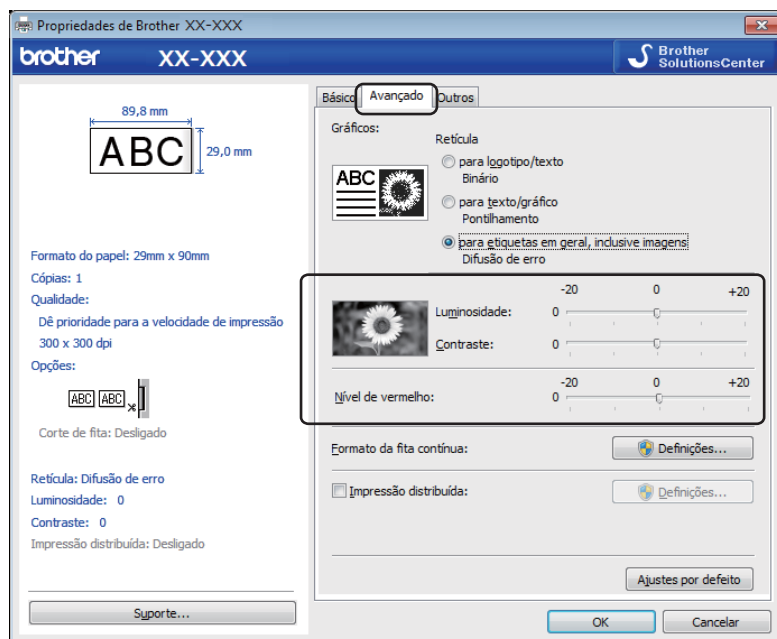 Propriedades de Brother XX-XXX
brother XX-XXX
Brother
SolutionsCenter
89,8 mm
ABC
29,0 mm
Formato do papel: 29mm x 90mm
Cópias: 1
Qualidade:
Dê prioridade para a velocidade de impressão
300 x 300 dpi
Opções:
ABC ABC
Corte de fita: Desligado
Retícula: Difusão de erro
Luminosidade: 0
Contraste: 0
Impressão distribuída: Desligado
Suporte...
Básico Avançado Outros
Gráficos:
ABC
Retícula
para logotipo/texto
Binário
para texto/gráfico
Pontilhamento
para etiquetas em geral, inclusive imagens
Difusão de erro
-20 0 +20
Luminosidade: 0
Contraste: 0
-20 0 +20
Nível de vermelho: 0
Formato da fita contínua: Definições...
Impressão distribuída: Definições...
Ajustes por defeito
OK Cancelar